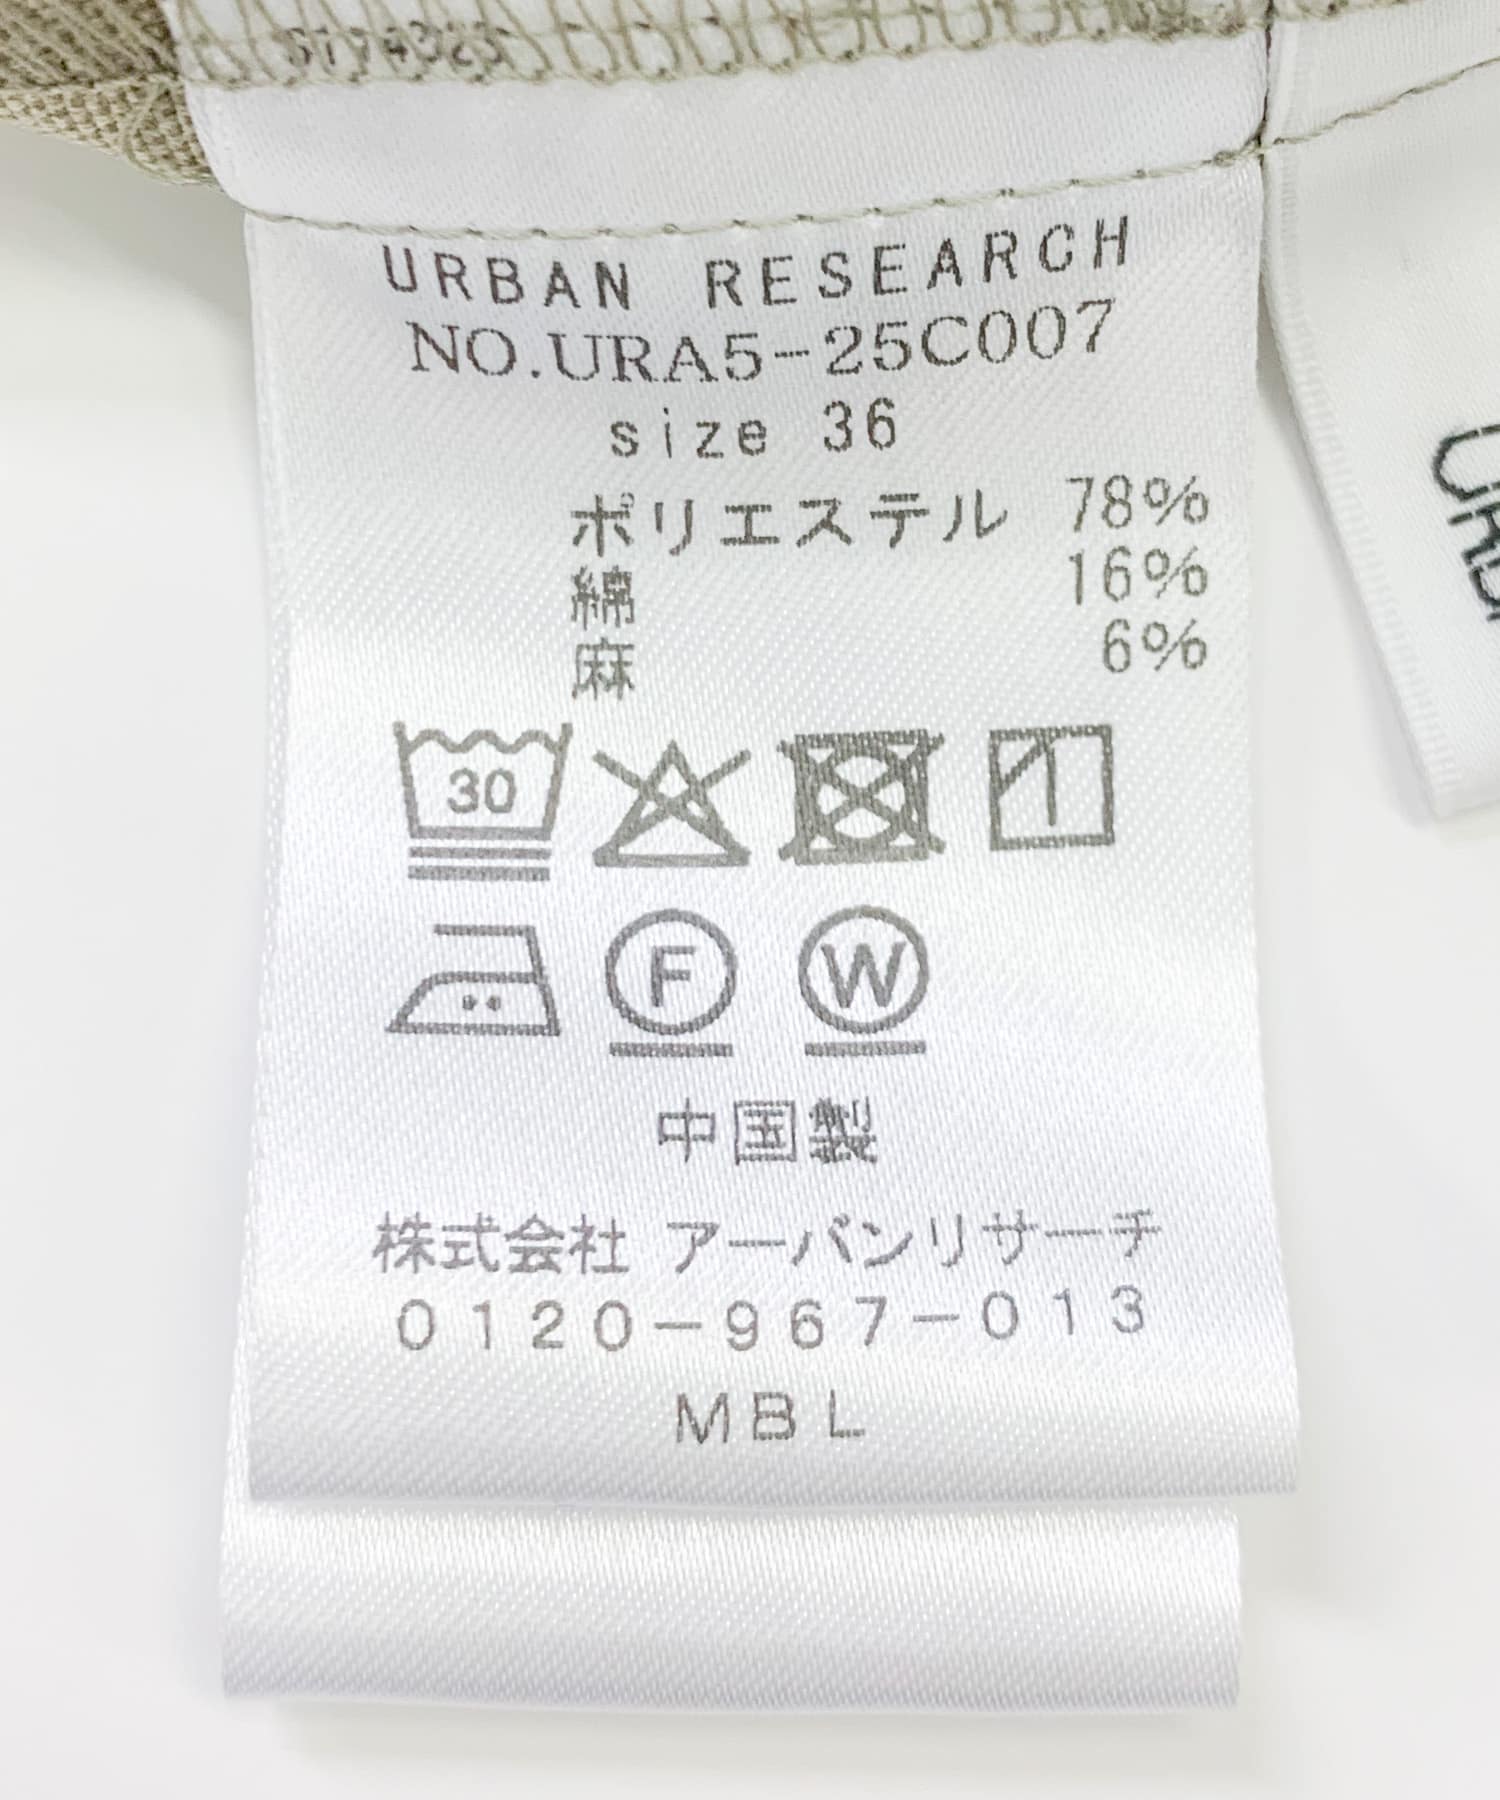 URBAN RESEARCH
NO.URA5-25C007
size 36
ポリエステル 78%
綿 16%
麻 6%
30
F
W
中国製
株式会社 アーバンリサーチ
0120-967-013
MBL